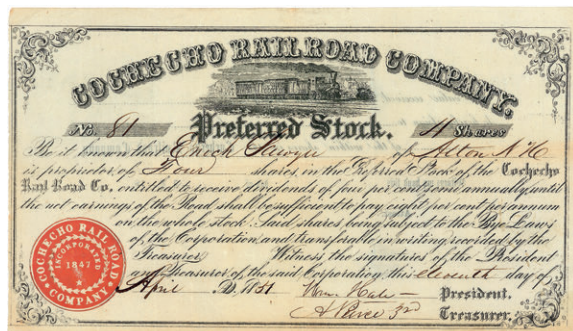 COCHECHO RAILROAD COMPANY.
No. 81 Preferred Stock. 4 Shares
Be it known that Enoch Sawyer of Alton N H
is proprietor of Four shares in the Preferred Stock of the Cochecho
Rail Road Co. entitled to receive dividends of four per cent semi annually until
the net earnings of the Road shall be sufficient to pay eight per cent per annum
on the whole stock: Said shares being subject to the Bye Laws
of the Corporation and transferable in writing recorded by the
Treasurer Witness the signatures of the President
and Treasurer of the said Corporation this eleventh day of
April A. D. 1851 Wm. Hale President.
A Pierce 3rd Treasurer.
COCHECHO RAIL ROAD COMPANY
INCORPORATED
1847